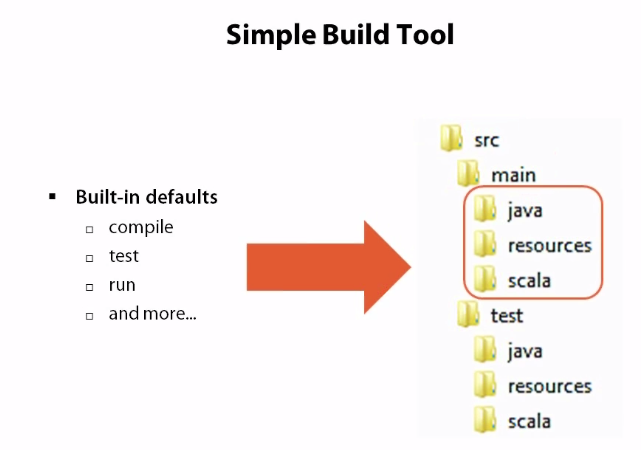 Simple Build Tool
Built-in defaults
compile
test
run
and more...
src
main
java
resources
scala
test
java
resources
scala